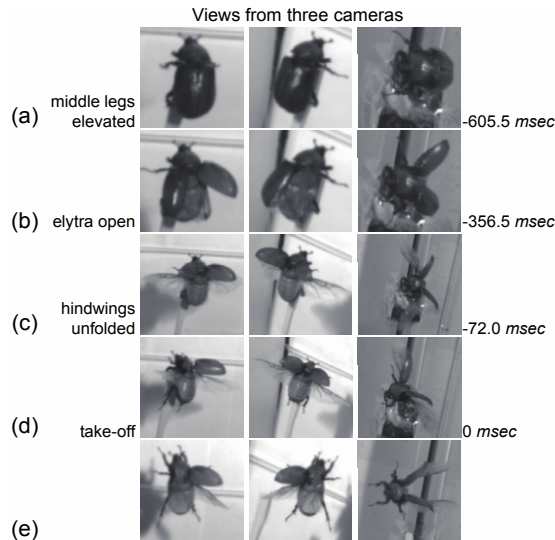 Views from three cameras
(a) middle legs
elevated
-605.5 msec
(b) elytra open
-356.5 msec
(c) hindwings
unfolded
-72.0 msec
(d) take-off
0 msec
(e)